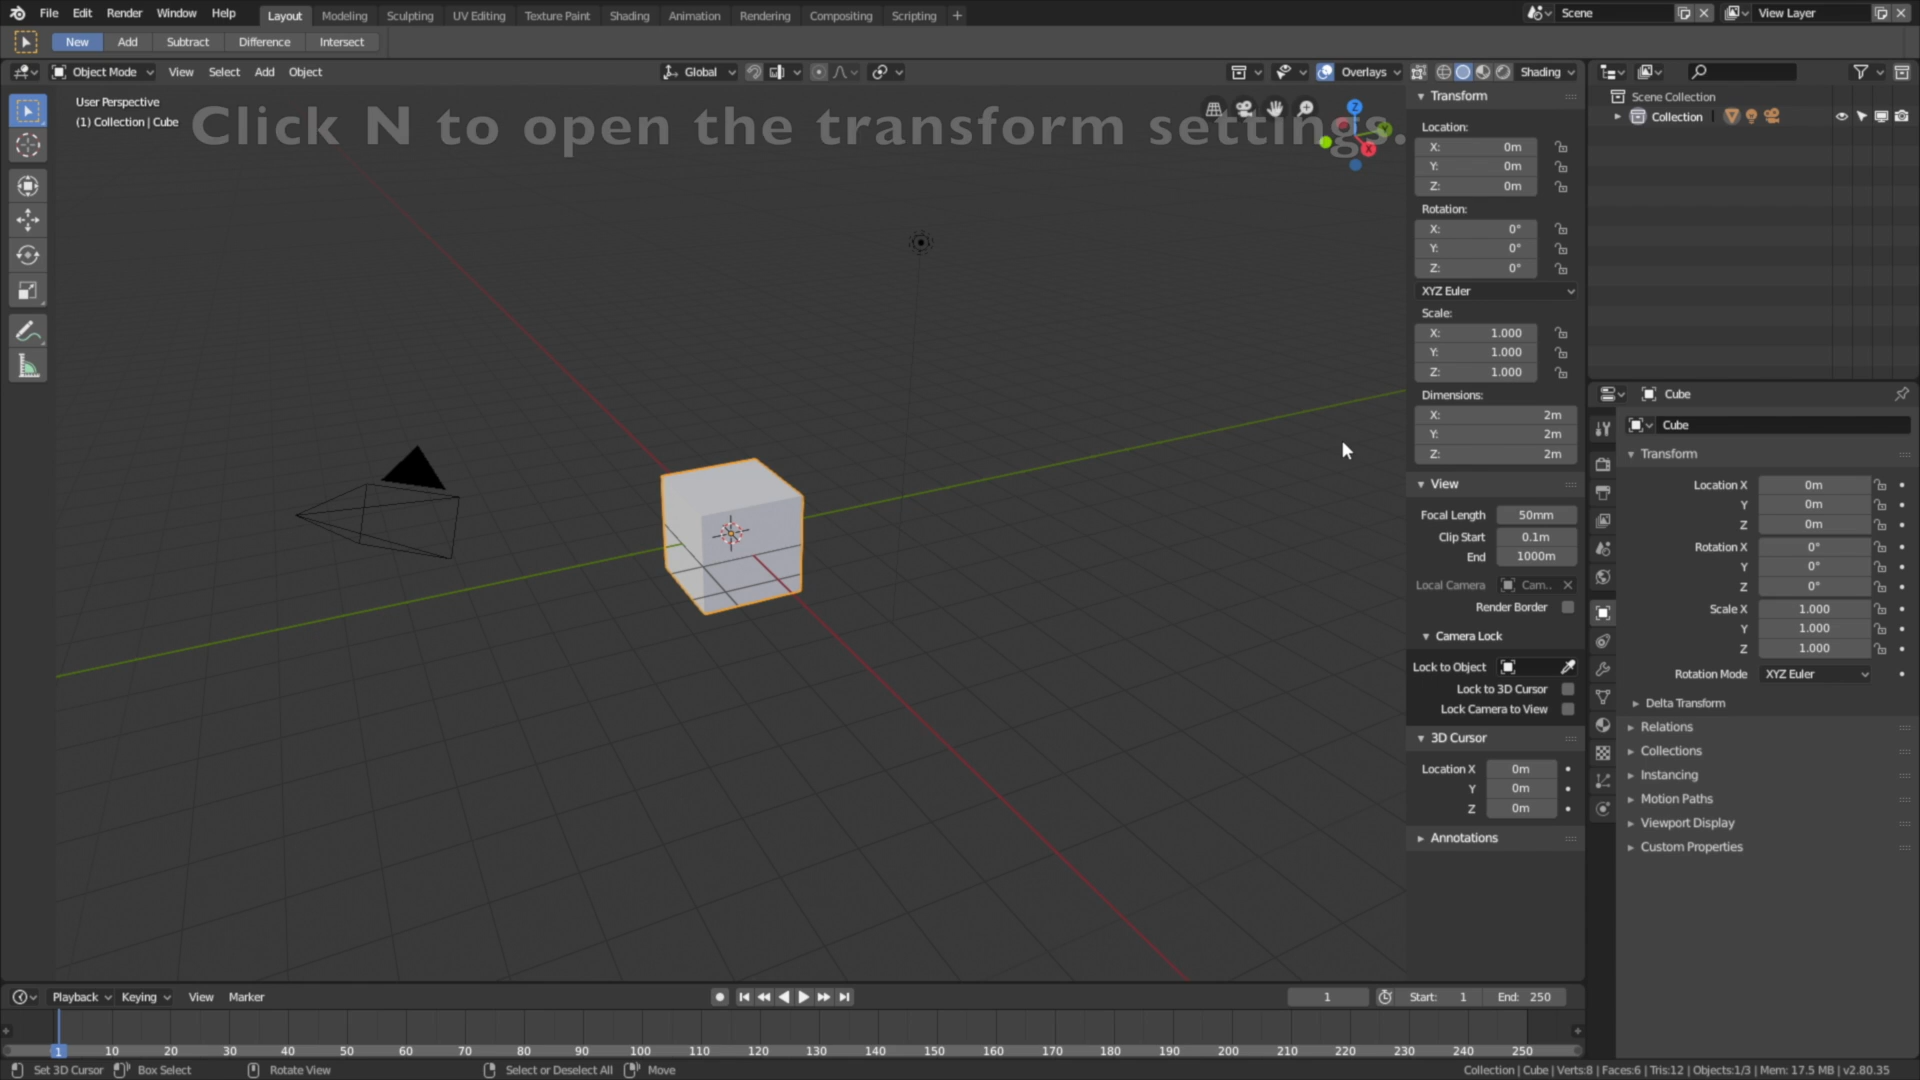 File Edit Render Window Help
Layout Modeling Sculpting UV Editing Texture Paint Shading Animation Rendering Compositing Scripting +
Scene
View Layer
New Add Subtract Difference Intersect
Object Mode View Select Add Object
Global
Overlays
Shading
User Perspective
(1) Collection | Cube
Click N to open the transform settings.
Z
Y
X
Transform
Location:
X: 0m
Y: 0m
Z: 0m
Rotation:
X: 0°
Y: 0°
Z: 0°
XYZ Euler
Scale:
X: 1.000
Y: 1.000
Z: 1.000
Dimensions:
X: 2m
Y: 2m
Z: 2m
View
Focal Length 50mm
Clip Start 0.1m
End 1000m
Local Camera Cam..
Render Border
Camera Lock
Lock to Object
Lock to 3D Cursor
Lock Camera to View
3D Cursor
Location X 0m
Y 0m
Z 0m
Annotations
Scene Collection
Collection
Cube
Cube
Transform
Location X 0m
Y 0m
Z 0m
Rotation X 0°
Y 0°
Z 0°
Scale X 1.000
Y 1.000
Z 1.000
Rotation Mode XYZ Euler
Delta Transform
Relations
Collections
Instancing
Motion Paths
Viewport Display
Custom Properties
Playback Keying View Marker
1
Start: 1 End: 250
1 10 20 30 40 50 60 70 80 90 100 110 120 130 140 150 160 170 180 190 200 210 220 230 240 250
Set 3D Cursor Box Select Rotate View Select or Deselect All Move
Collection | Cube | Verts:8 | Faces:6 | Tris:12 | Objects:1/3 | Mem: 17.5 MB | v2.80.35